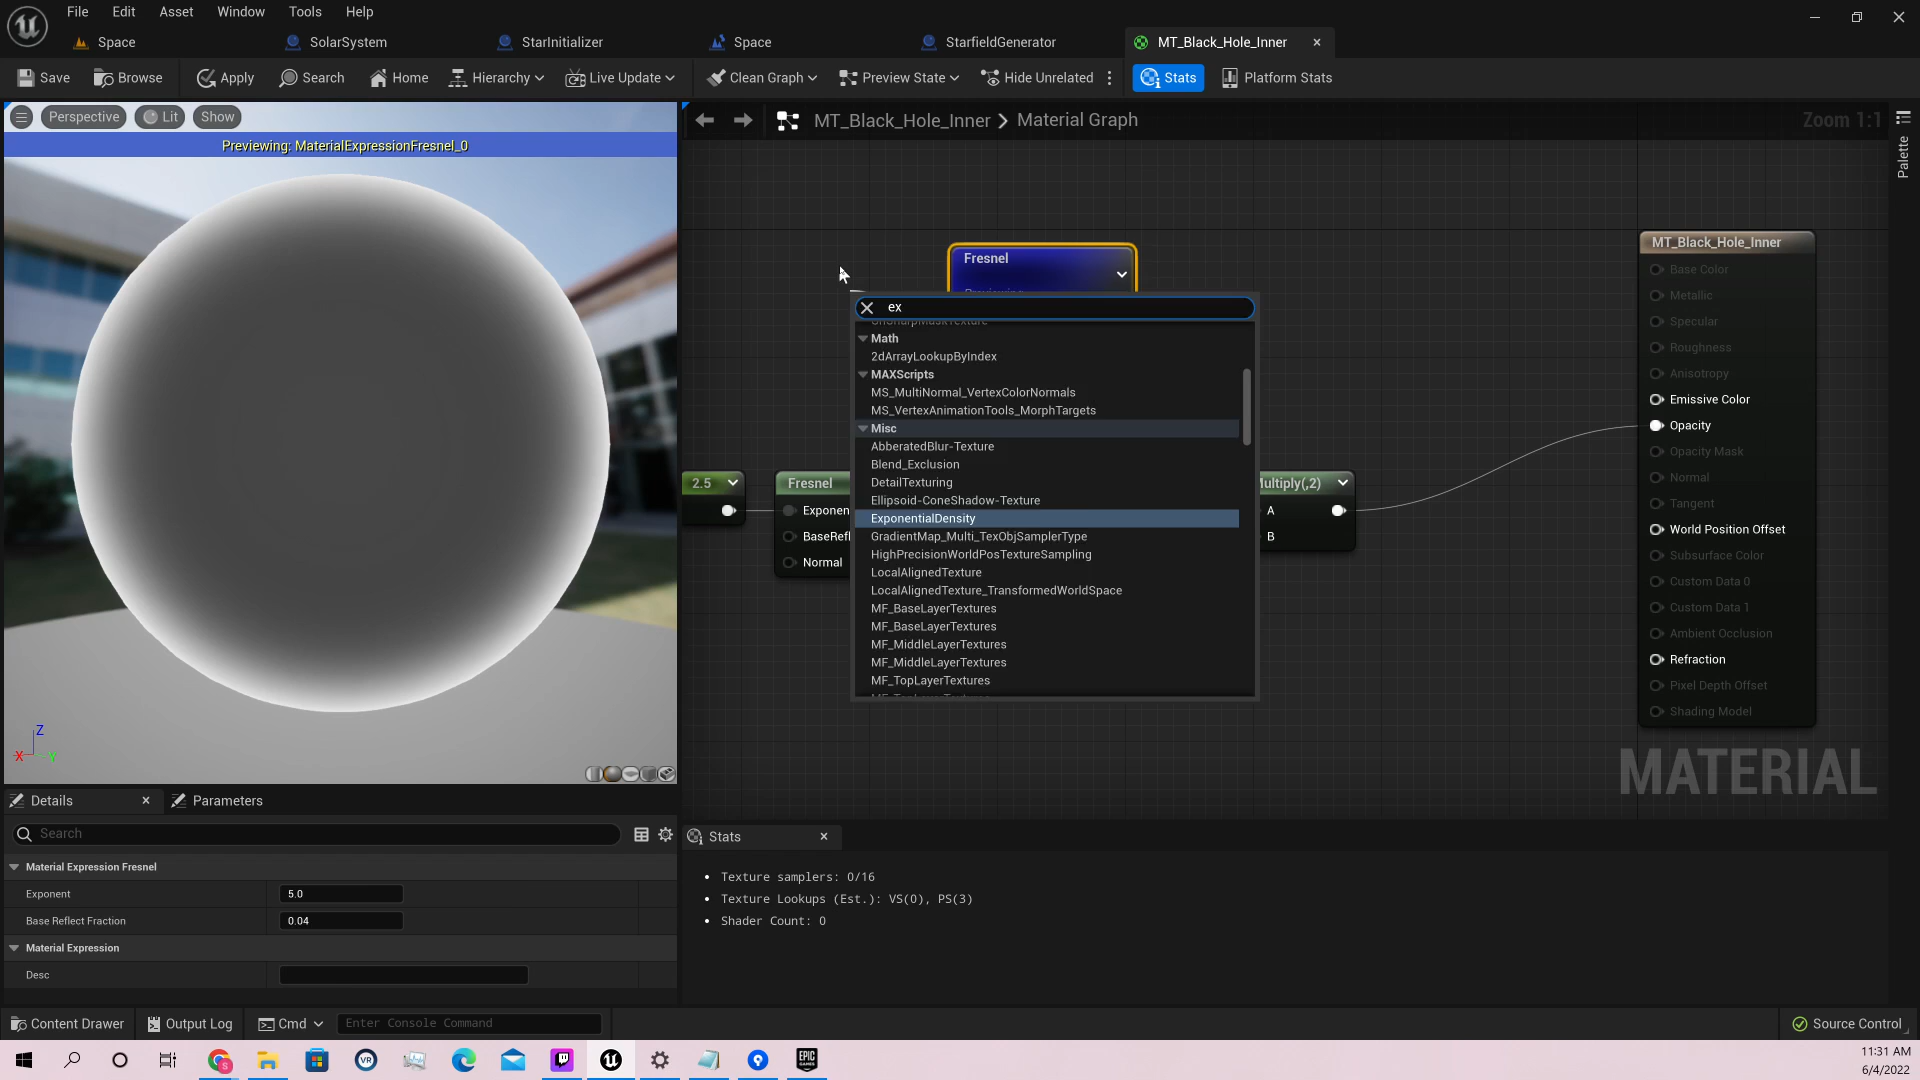 File Edit Asset Window Tools Help
Space SolarSystem StarInitializer Space StarfieldGenerator MT_Black_Hole_Inner
Save Browse Apply Search Home Hierarchy Live Update Clean Graph Preview State Hide Unrelated Stats Platform Stats
Perspective Lit Show
Previewing: MaterialExpressionFresnel_0
MT_Black_Hole_Inner > Material Graph
Zoom 1:1
Palette
Fresnel
ex
Math
2dArrayLookupByIndex
MAXScripts
MS_MultiNormal_VertexColorNormals
MS_VertexAnimationTools_MorphTargets
Misc
AbberatedBlur-Texture
Blend_Exclusion
DetailTexturing
Ellipsoid-ConeShadow-Texture
ExponentialDensity
GradientMap_Multi_TexObjSamplerType
HighPrecisionWorldPosTextureSampling
LocalAlignedTexture
LocalAlignedTexture_TransformedWorldSpace
MF_BaseLayerTextures
MF_BaseLayerTextures
MF_MiddleLayerTextures
MF_MiddleLayerTextures
MF_TopLayerTextures
2.5
Fresnel
Exponen
BaseRefl
Normal
Multiply(,2)
A
B
MT_Black_Hole_Inner
Base Color
Metallic
Specular
Roughness
Anisotropy
Emissive Color
Opacity
Opacity Mask
Normal
Tangent
World Position Offset
Subsurface Color
Custom Data 0
Custom Data 1
Ambient Occlusion
Refraction
Pixel Depth Offset
Shading Model
MATERIAL
Z
X Y
Details Parameters
Search
Material Expression Fresnel
Exponent 5.0
Base Reflect Fraction 0.04
Material Expression
Desc
Stats
Texture samplers: 0/16
Texture Lookups (Est.): VS(0), PS(3)
Shader Count: 0
Content Drawer Output Log Cmd Enter Console Command Source Control
VR
EPIC GAMES
11:31 AM
6/4/2022